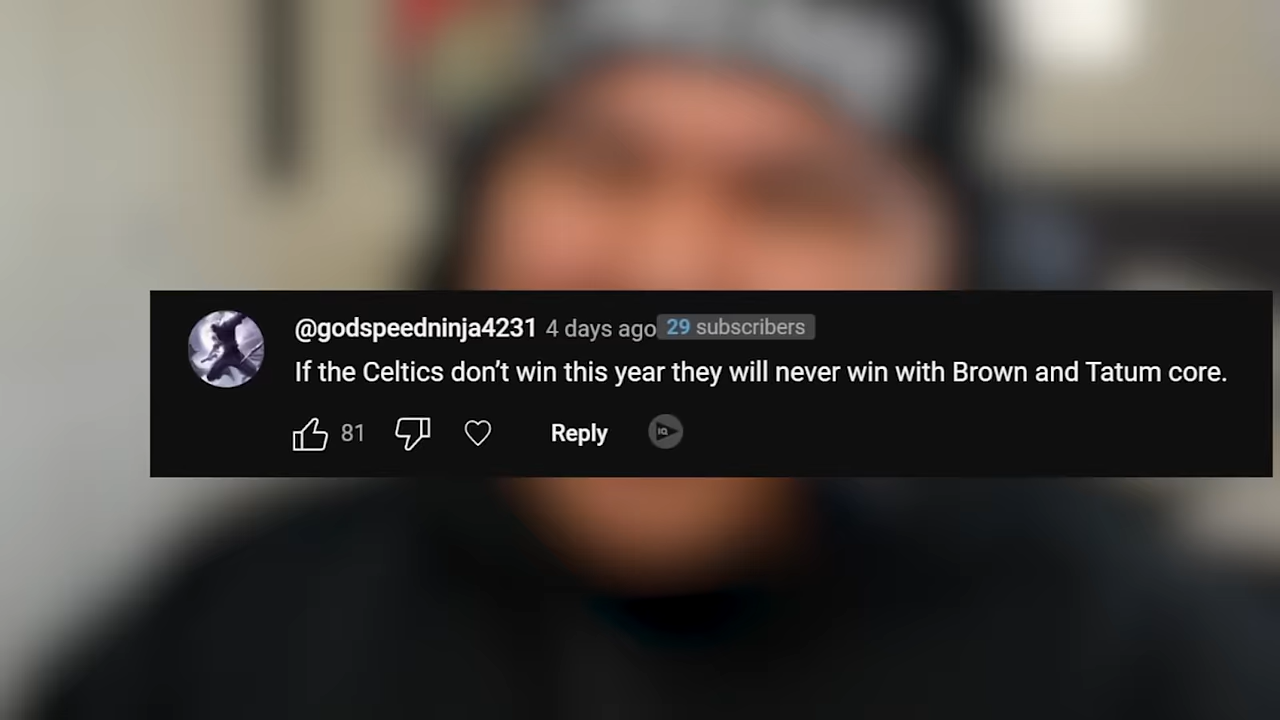 @godspeedninja4231 4 days ago 29 subscribers
If the Celtics don’t win this year they will never win with Brown and Tatum core.
81 Reply IQ